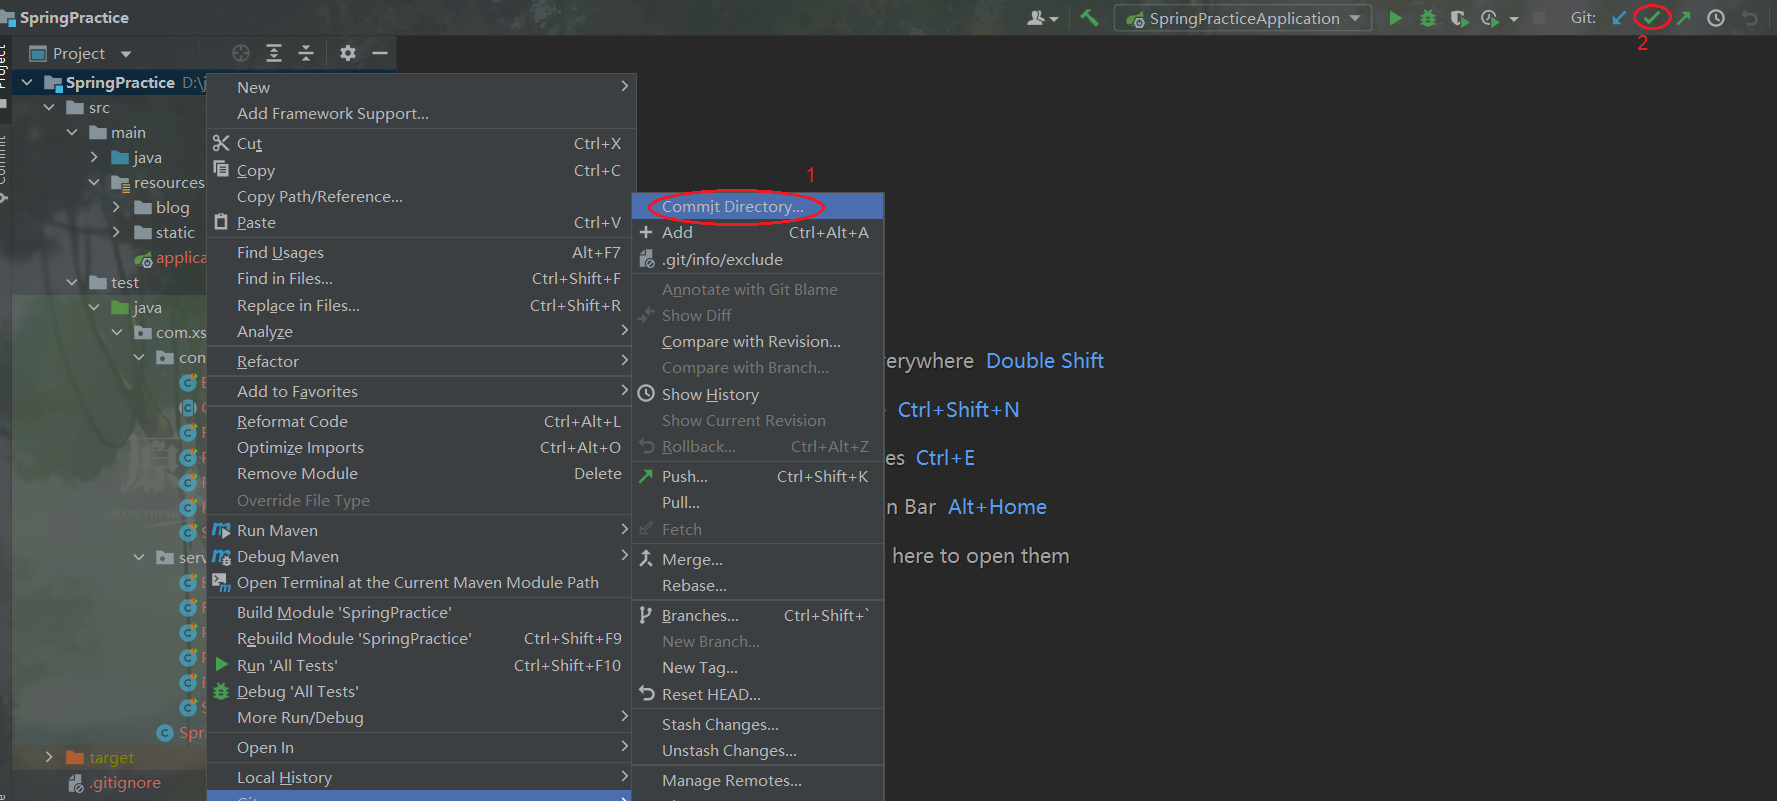 SpringPractice
SpringPracticeApplication
Git:
2
Project
Project
SpringPractice D:\j
src
main
java
resources
blog
static
applica
test
java
com.xs
con
serv
Spri
target
.gitignore
Commit
New
Add Framework Support...
Cut Ctrl+X
Copy Ctrl+C
Copy Path/Reference...
Paste Ctrl+V
Find Usages Alt+F7
Find in Files... Ctrl+Shift+F
Replace in Files... Ctrl+Shift+R
Analyze
Refactor
Add to Favorites
Reformat Code Ctrl+Alt+L
Optimize Imports Ctrl+Alt+O
Remove Module Delete
Override File Type
Run Maven
Debug Maven
Open Terminal at the Current Maven Module Path
Build Module 'SpringPractice'
Rebuild Module 'SpringPractice' Ctrl+Shift+F9
Run 'All Tests' Ctrl+Shift+F10
Debug 'All Tests'
More Run/Debug
Open In
Local History
1
Commit Directory...
Add Ctrl+Alt+A
.git/info/exclude
Annotate with Git Blame
Show Diff
Compare with Revision...
Compare with Branch...
Show History
Show Current Revision
Rollback... Ctrl+Alt+Z
Push... Ctrl+Shift+K
Pull...
Fetch
Merge...
Rebase...
Branches... Ctrl+Shift+`
New Branch...
New Tag...
Reset HEAD...
Stash Changes...
Unstash Changes...
Manage Remotes...
erywhere Double Shift
Ctrl+Shift+N
es Ctrl+E
n Bar Alt+Home
here to open them